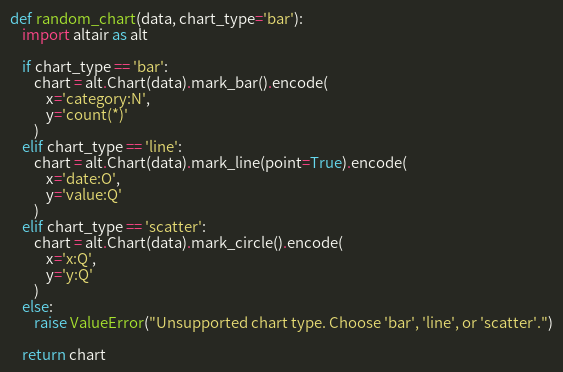 def random_chart(data, chart_type='bar'):
    import altair as alt

    if chart_type == 'bar':
        chart = alt.Chart(data).mark_bar().encode(
            x='category:N',
            y='count(*)'
        )
    elif chart_type == 'line':
        chart = alt.Chart(data).mark_line(point=True).encode(
            x='date:O',
            y='value:Q'
        )
    elif chart_type == 'scatter':
        chart = alt.Chart(data).mark_circle().encode(
            x='x:Q',
            y='y:Q'
        )
    else:
        raise ValueError("Unsupported chart type. Choose 'bar', 'line', or 'scatter'.")

    return chart